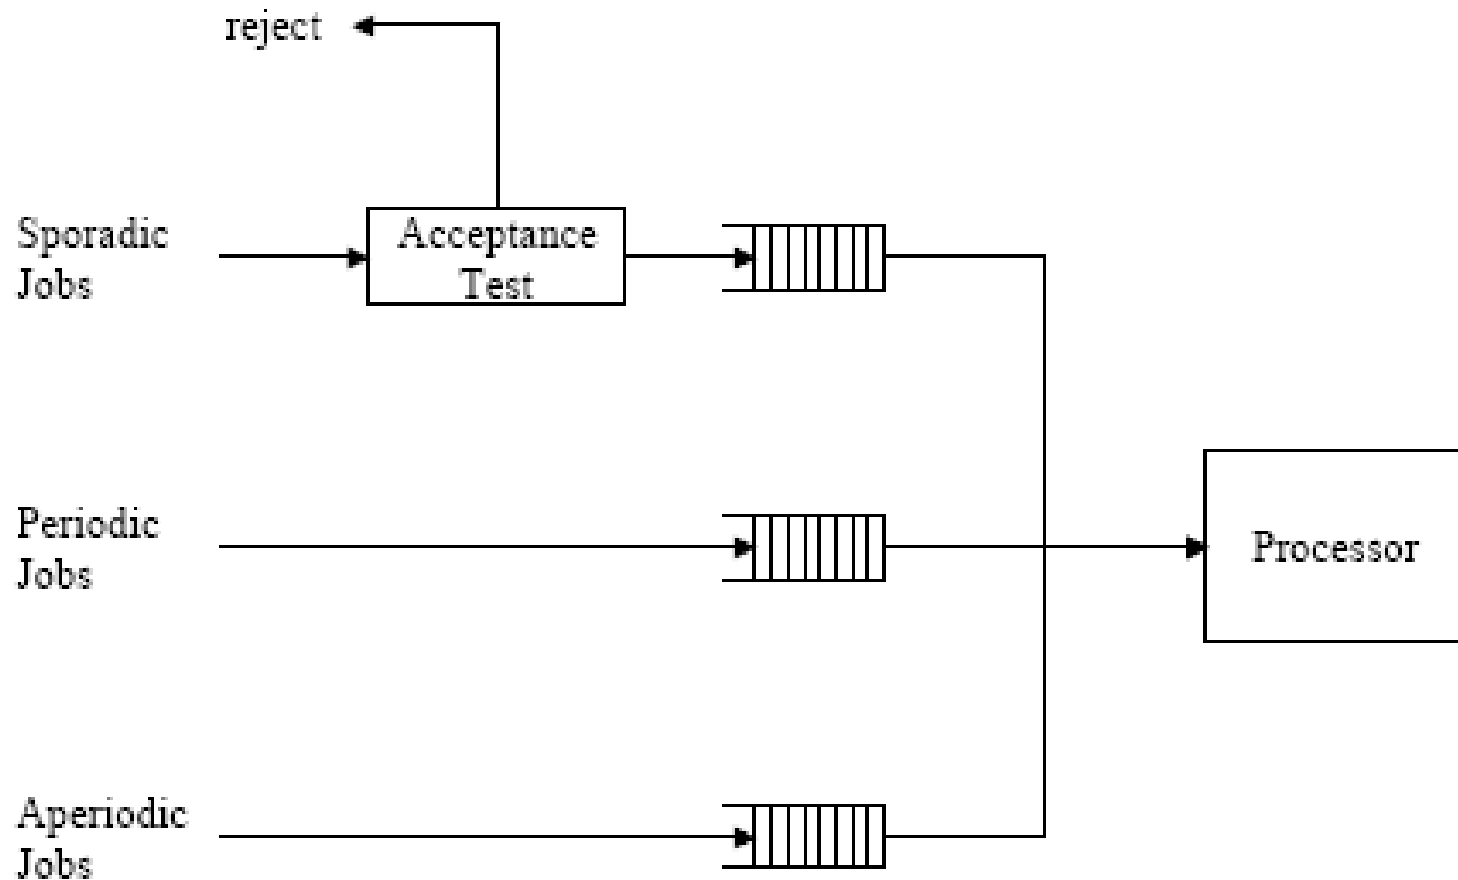 reject
Sporadic
Jobs
Acceptance
Test
Periodic
Jobs
Processor
Aperiodic
Jobs